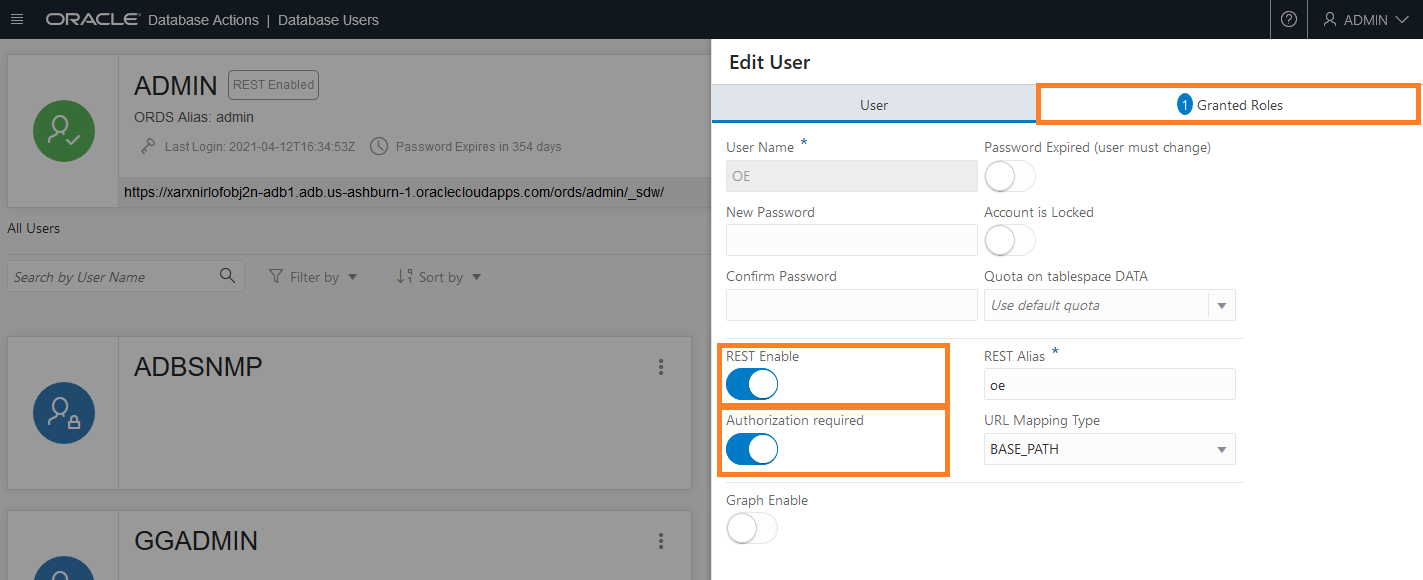 ORACLE Database Actions | Database Users
ADMIN
ADMIN REST Enabled
ORDS Alias: admin
Last Login: 2021-04-12T16:34:53Z Password Expires in 354 days
https://xarxnirlofobj2n-adb1.adb.us-ashburn-1.oraclecloudapps.com/ords/admin/_sdw/
All Users
Search by User Name Filter by Sort by
ADBSNMP
GGADMIN
Edit User
User 1 Granted Roles
User Name * Password Expired (user must change)
OE
New Password Account is Locked
Confirm Password Quota on tablespace DATA
Use default quota
REST Enable REST Alias *
oe
Authorization required URL Mapping Type
BASE_PATH
Graph Enable